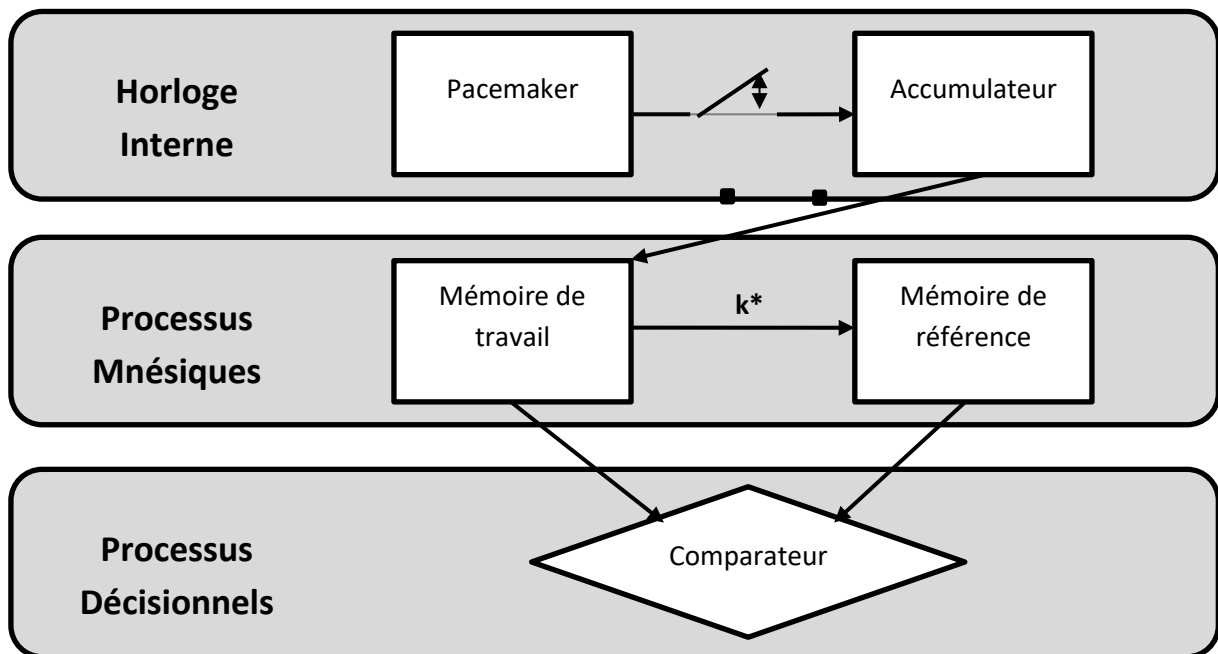 Horloge
Interne
Pacemaker
Accumulateur
Processus
Mnésiques
Mémoire de
travail
k*
Mémoire de
référence
Processus
Décisionnels
Comparateur